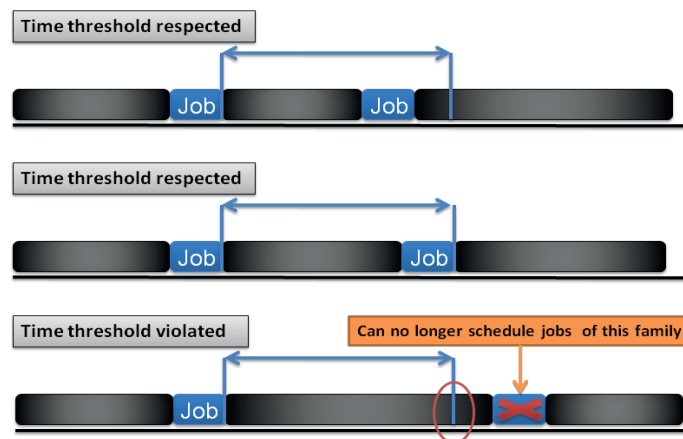 Time threshold respected
Job Job
Time threshold respected
Job Job
Time threshold violated
Can no longer schedule jobs of this family
Job